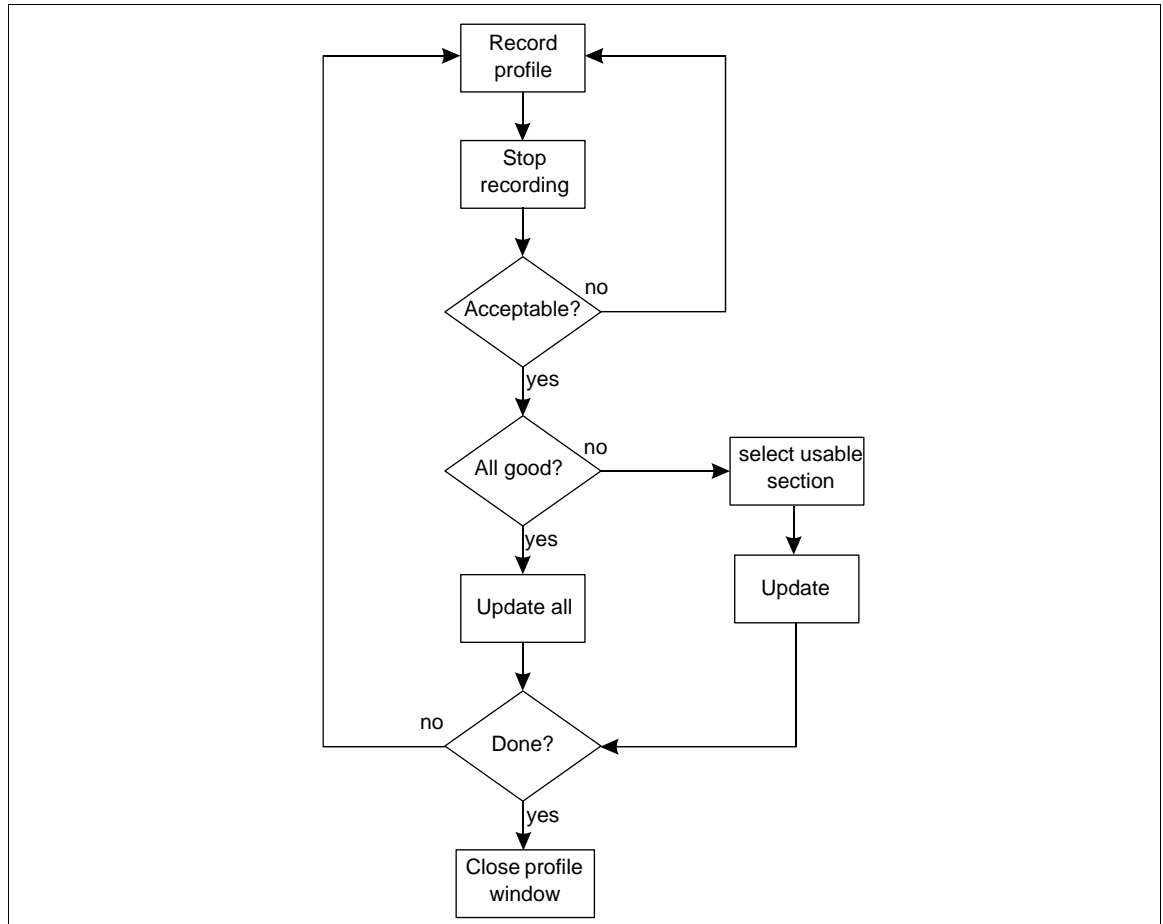 Record
profile
Stop
recording
no
Acceptable?
yes
no
All good?
select usable
section
yes
Update all
Update
no
Done?
yes
Close profile
window